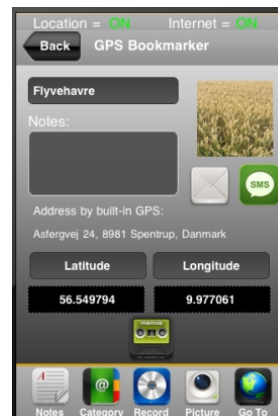 Location = ON Internet = ON
Back GPS Bookmarker
Flyvehavre
Notes:
SMS
Address by built-in GPS:
Asfergvej 24, 8981 Spentrup, Danmark
Latitude Longitude
56.549794 9.977061
Notes Category Record Picture Go To